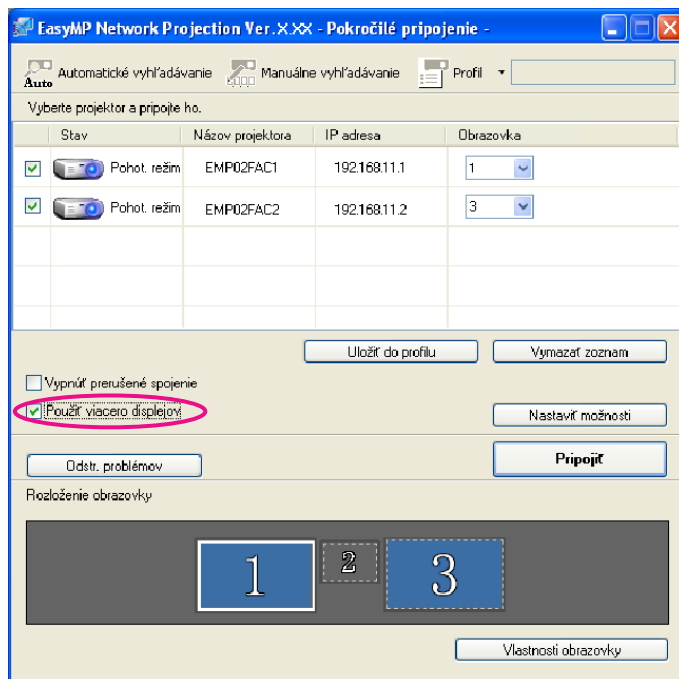 EasyMP Network Projection Ver.X.XX - Pokročilé pripojenie -
Auto Automatické vyhľadávanie Manuálne vyhľadávanie Profil
Vyberte projektor a pripojte ho.
Stav Názov projektora IP adresa Obrazovka
Pohot. režim EMP02FAC1 192.168.11.1 1
Pohot. režim EMP02FAC2 192.168.11.2 3
Uložiť do profilu Vymazať zoznam
Vypnúť prerušené spojenie
Použiť viacero displejov Nastaviť možnosti
Odstr. problémov Pripojiť
Rozloženie obrazovky
1 2 3
Vlastnosti obrazovky